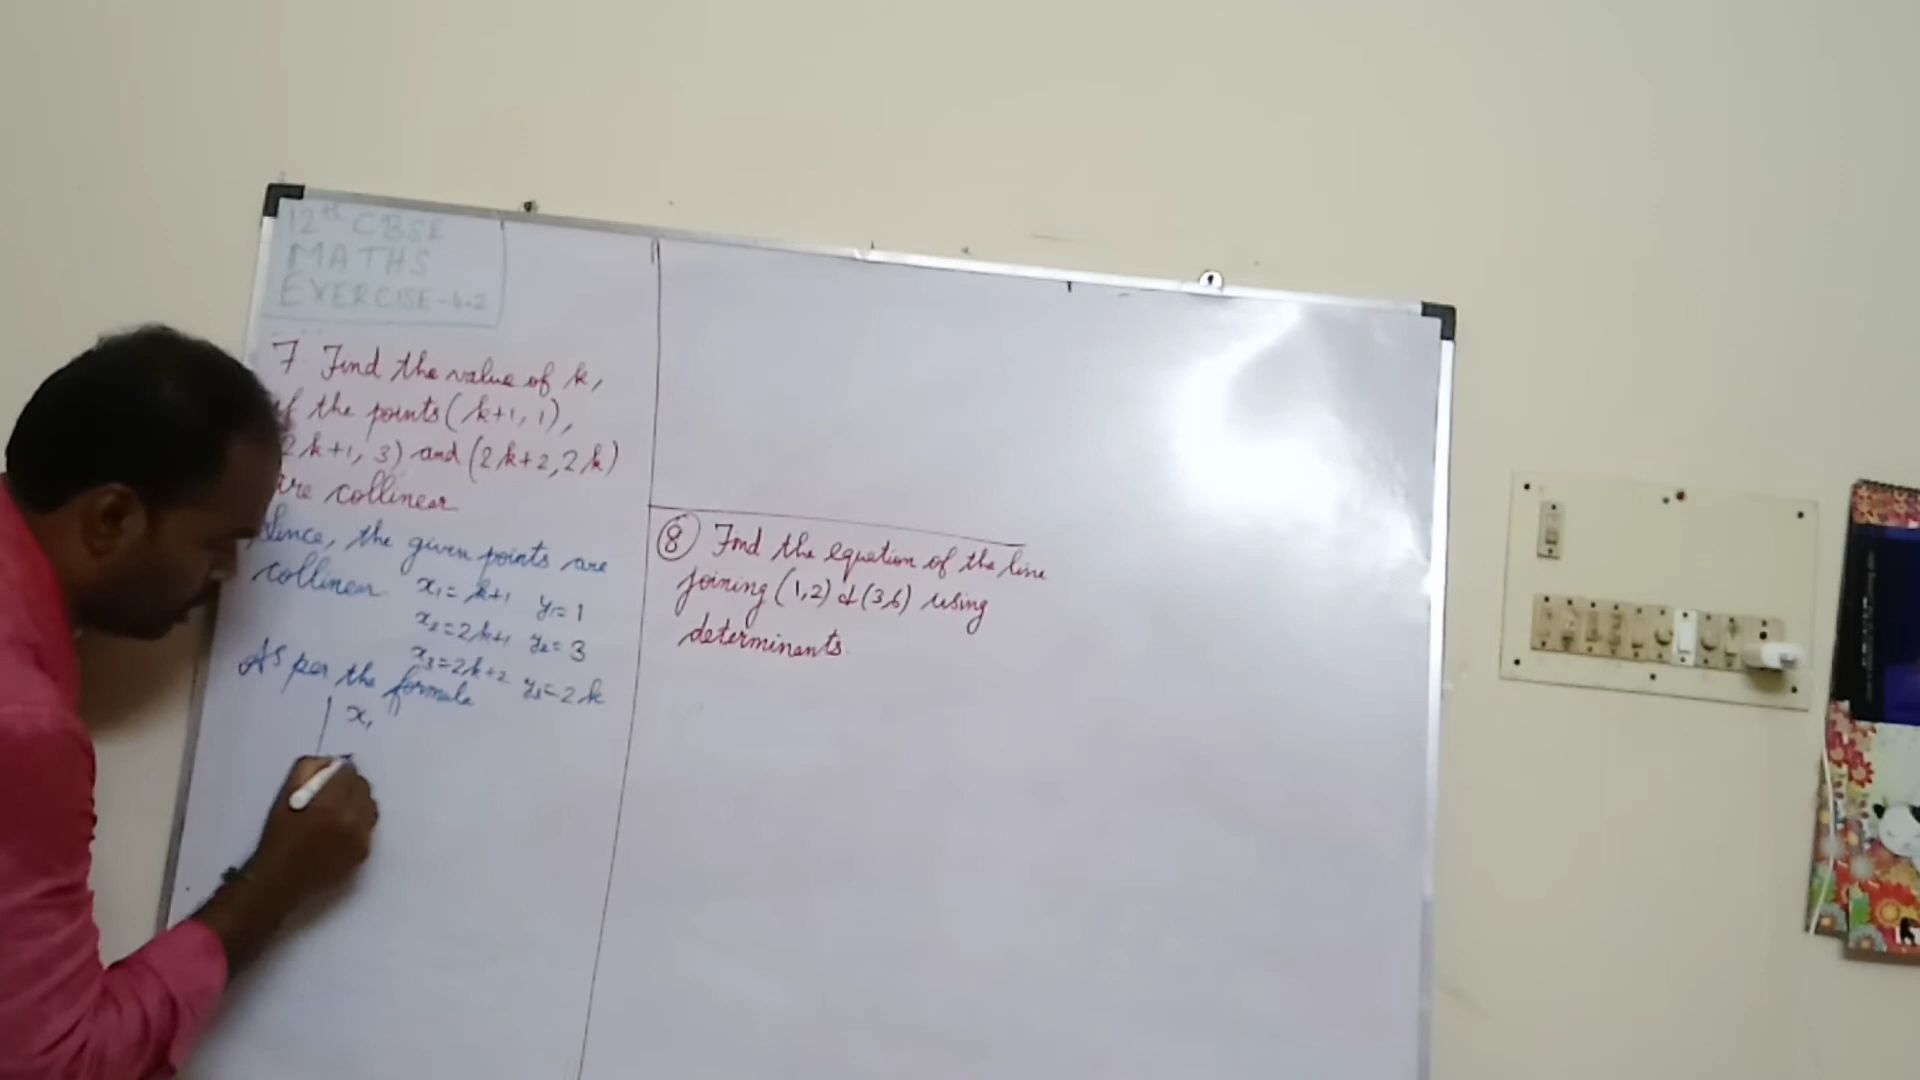 12th CBSE
MATHS
EXERCISE-4.2
7 Find the value of k,
if the points (k+1, 1),
2k+1, 3) and (2k+2, 2k)
are collinear
Since, the given points are
collinear x₁= k+1 y₁= 1
x₂=2k+1 y₂= 3
x₃=2k+2 y₃=2k
As per the formula
| x₁
⑧ Find the equation of the line
joining (1,2) & (3,6) using
determinants.